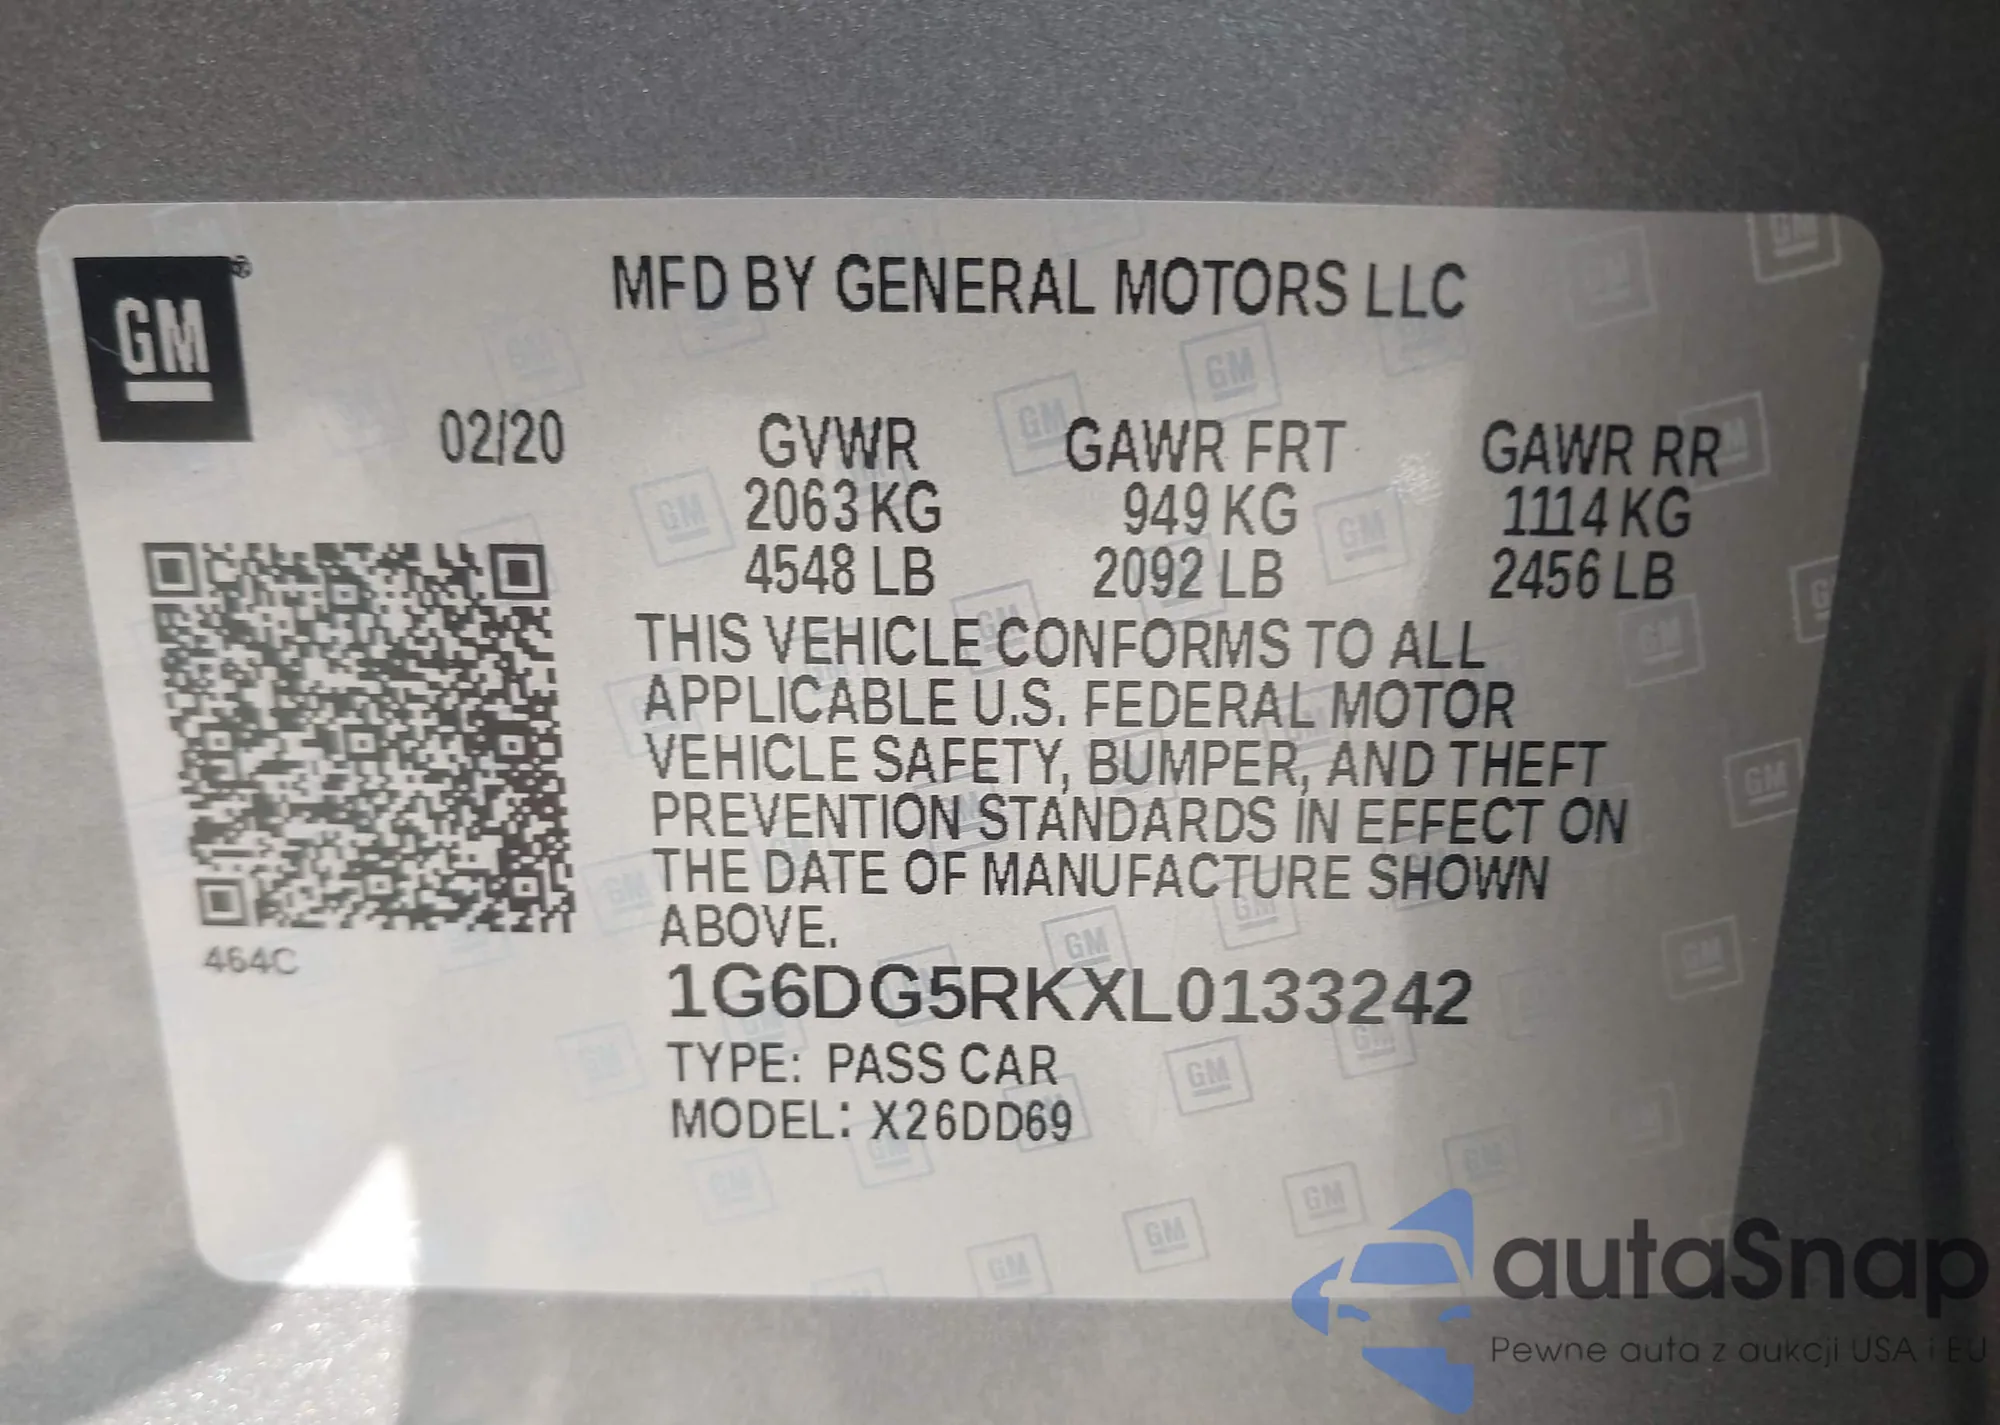 GM®
MFD BY GENERAL MOTORS LLC
02/20 GVWR GAWR FRT GAWR RR
2063 KG 949 KG 1114 KG
4548 LB 2092 LB 2456 LB
THIS VEHICLE CONFORMS TO ALL
APPLICABLE U.S. FEDERAL MOTOR
VEHICLE SAFETY, BUMPER, AND THEFT
PREVENTION STANDARDS IN EFFECT ON
THE DATE OF MANUFACTURE SHOWN
ABOVE.
464C
1G6DG5RKXL0133242
TYPE: PASS CAR
MODEL: X26DD69
autaSnap
Pewne auta z aukcji USA i EU